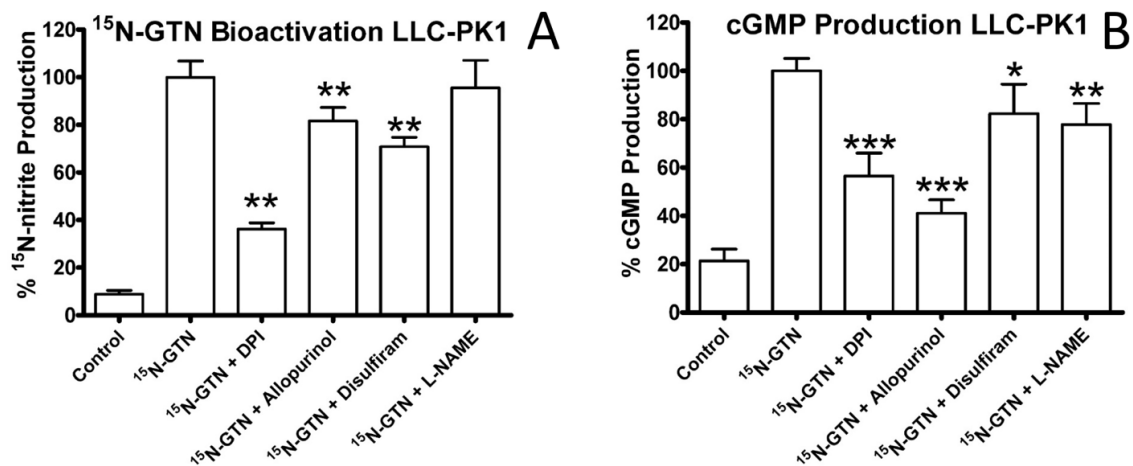 ¹⁵N-GTN Bioactivation LLC-PK1
A
% ¹⁵N-nitrite Production
120
100
80
60
40
20
0
**
**
**
Control
¹⁵N-GTN
¹⁵N-GTN + DPI
¹⁵N-GTN + Allopurinol
¹⁵N-GTN + Disulfiram
¹⁵N-GTN + L-NAME
cGMP Production LLC-PK1
B
% cGMP Production
120
100
80
60
40
20
0
***
***
*
**
Control
¹⁵N-GTN
¹⁵N-GTN + DPI
¹⁵N-GTN + Allopurinol
¹⁵N-GTN + Disulfiram
¹⁵N-GTN + L-NAME